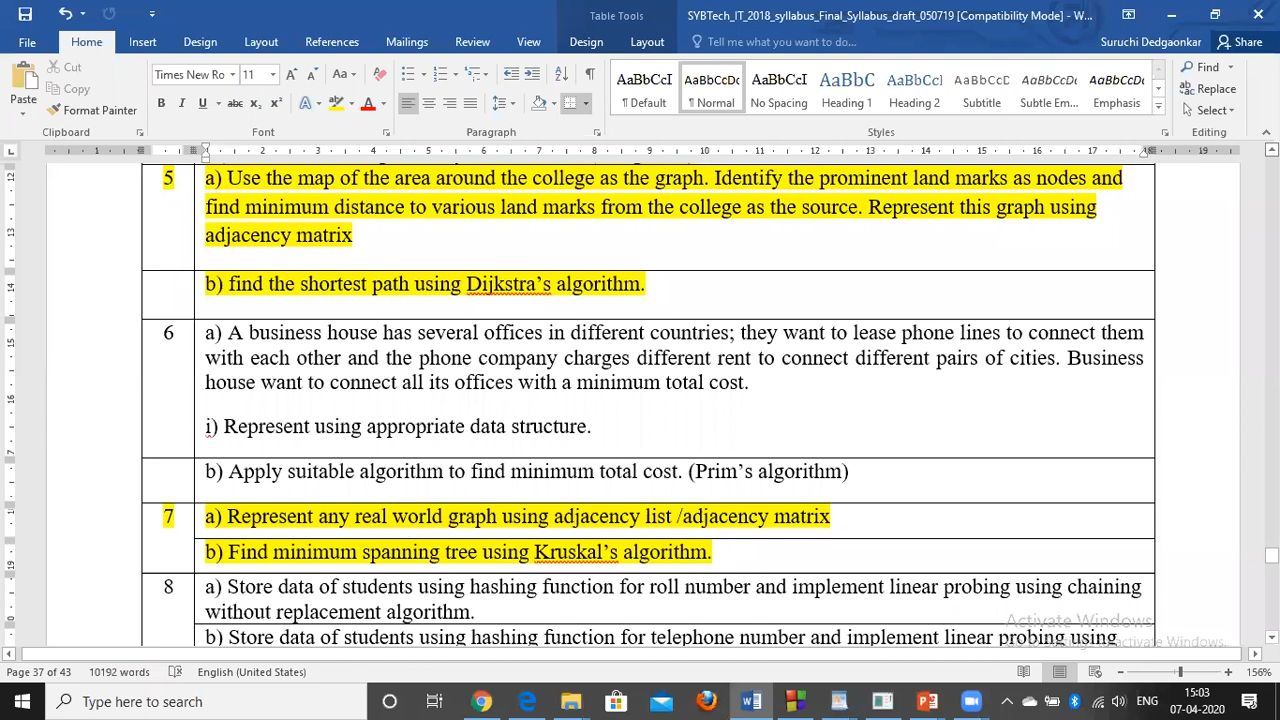 Table Tools
SYBTech_IT_2018_syllabus_Final_Syllabus_draft_050719 [Compatibility Mode] - W...
File Home Insert Design Layout References Mailings Review View Design Layout Tell me what you want to do... Suruchi Dedgaonkar Share
Paste
Cut
Copy
Format Painter
Clipboard
Times New Ro 11
Font
Paragraph
AaBbCcI AaBbCcDc AaBbCcI AaBbC AaBbCcI AaBbCcD AaBbCcDc AaBbCcDc
¶ Default ¶ Normal No Spacing Heading 1 Heading 2 Subtitle Subtle Em... Emphasis
Styles
Find
Replace
Select
Editing
5 a) Use the map of the area around the college as the graph. Identify the prominent land marks as nodes and
find minimum distance to various land marks from the college as the source. Represent this graph using
adjacency matrix
b) find the shortest path using Dijkstra’s algorithm.
6 a) A business house has several offices in different countries; they want to lease phone lines to connect them
with each other and the phone company charges different rent to connect different pairs of cities. Business
house want to connect all its offices with a minimum total cost.
i) Represent using appropriate data structure.
b) Apply suitable algorithm to find minimum total cost. (Prim’s algorithm)
7 a) Represent any real world graph using adjacency list /adjacency matrix
b) Find minimum spanning tree using Kruskal’s algorithm.
8 a) Store data of students using hashing function for roll number and implement linear probing using chaining
without replacement algorithm.
b) Store data of students using hashing function for telephone number and implement linear probing using
Activate Windows
Go to Settings to activate Windows.
Page 37 of 43 10192 words English (United States) 156%
Type here to search
ENG
15:03
07-04-2020